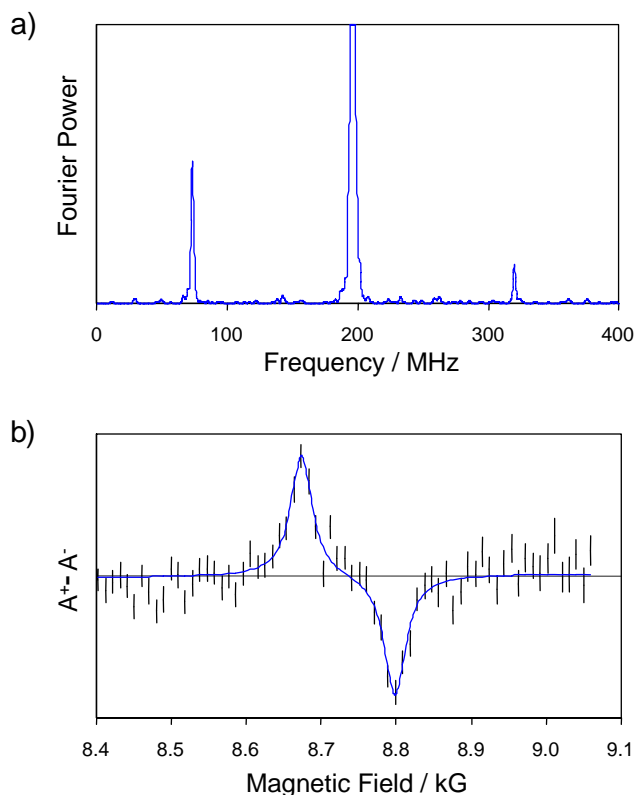 a)
Fourier Power
0 100 200 300 400
Frequency / MHz
b)
A⁺- A⁻
8.4 8.5 8.6 8.7 8.8 8.9 9.0 9.1
Magnetic Field / kG